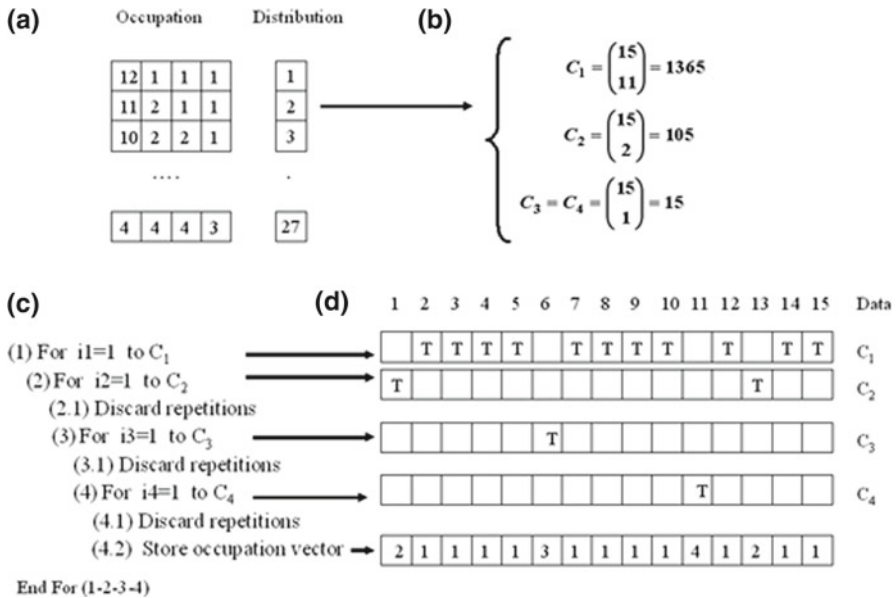 (a) Occupation Distribution
12 1 1 1 1
11 2 1 1 2
10 2 2 1 3
.... .
4 4 4 3 27
(b)
C1 = (15 11) = 1365
C2 = (15 2) = 105
C3 = C4 = (15 1) = 15
(c)
(1) For i1=1 to C1
(2) For i2=1 to C2
(2.1) Discard repetitions
(3) For i3=1 to C3
(3.1) Discard repetitions
(4) For i4=1 to C4
(4.1) Discard repetitions
(4.2) Store occupation vector
End For (1-2-3-4)
(d) 1 2 3 4 5 6 7 8 9 10 11 12 13 14 15 Data
T T T T T T T T T T T C1
T T C2
T C3
T C4
2 1 1 1 1 3 1 1 1 1 4 1 2 1 1